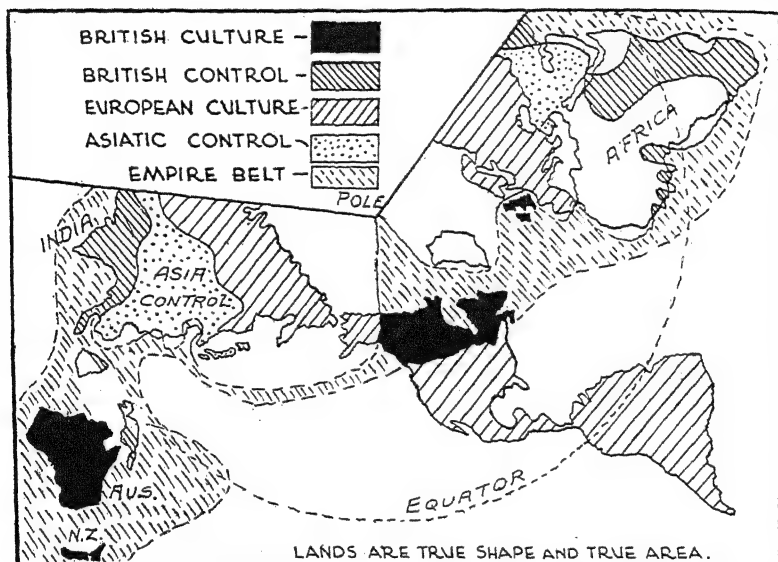 BRITISH CULTURE -
BRITISH CONTROL -
EUROPEAN CULTURE -
ASIATIC CONTROL -
EMPIRE BELT -
POLE
AFRICA
INDIA
ASIA
CONTROL
AUS.
N.Z.
EQUATOR
LANDS ARE TRUE SHAPE AND TRUE AREA.